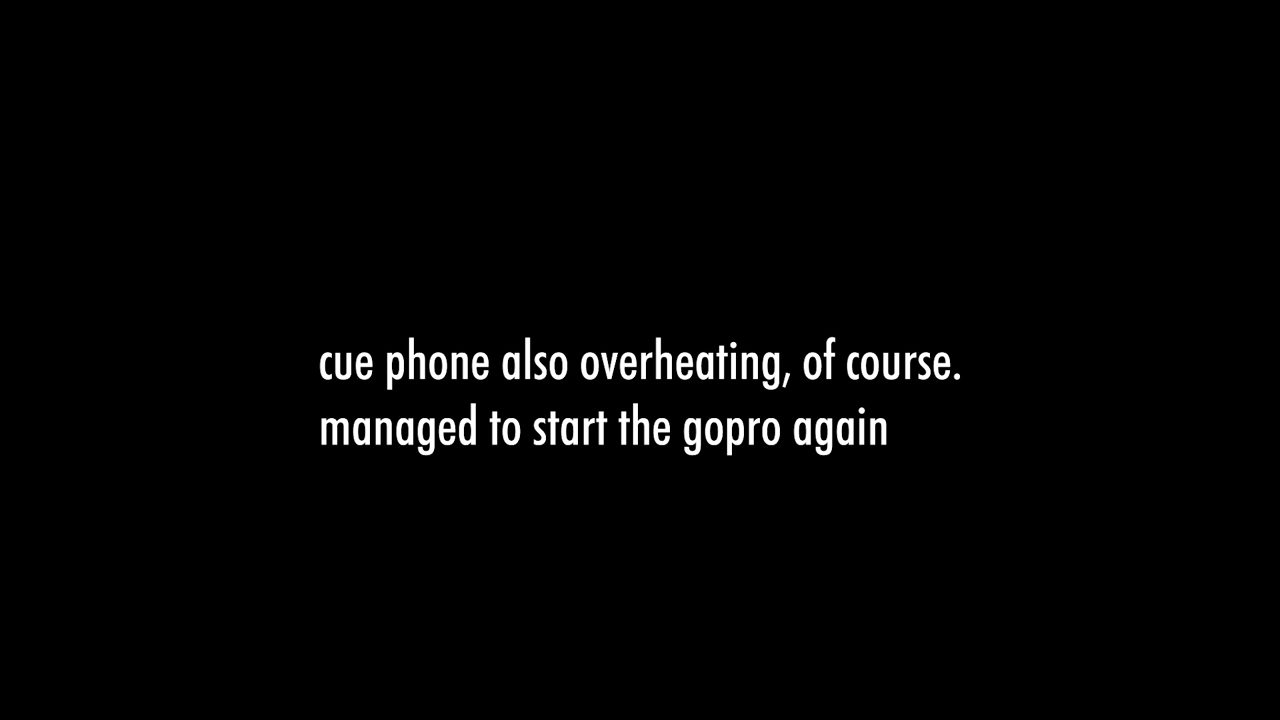 cue phone also overheating, of course.
managed to start the gopro again